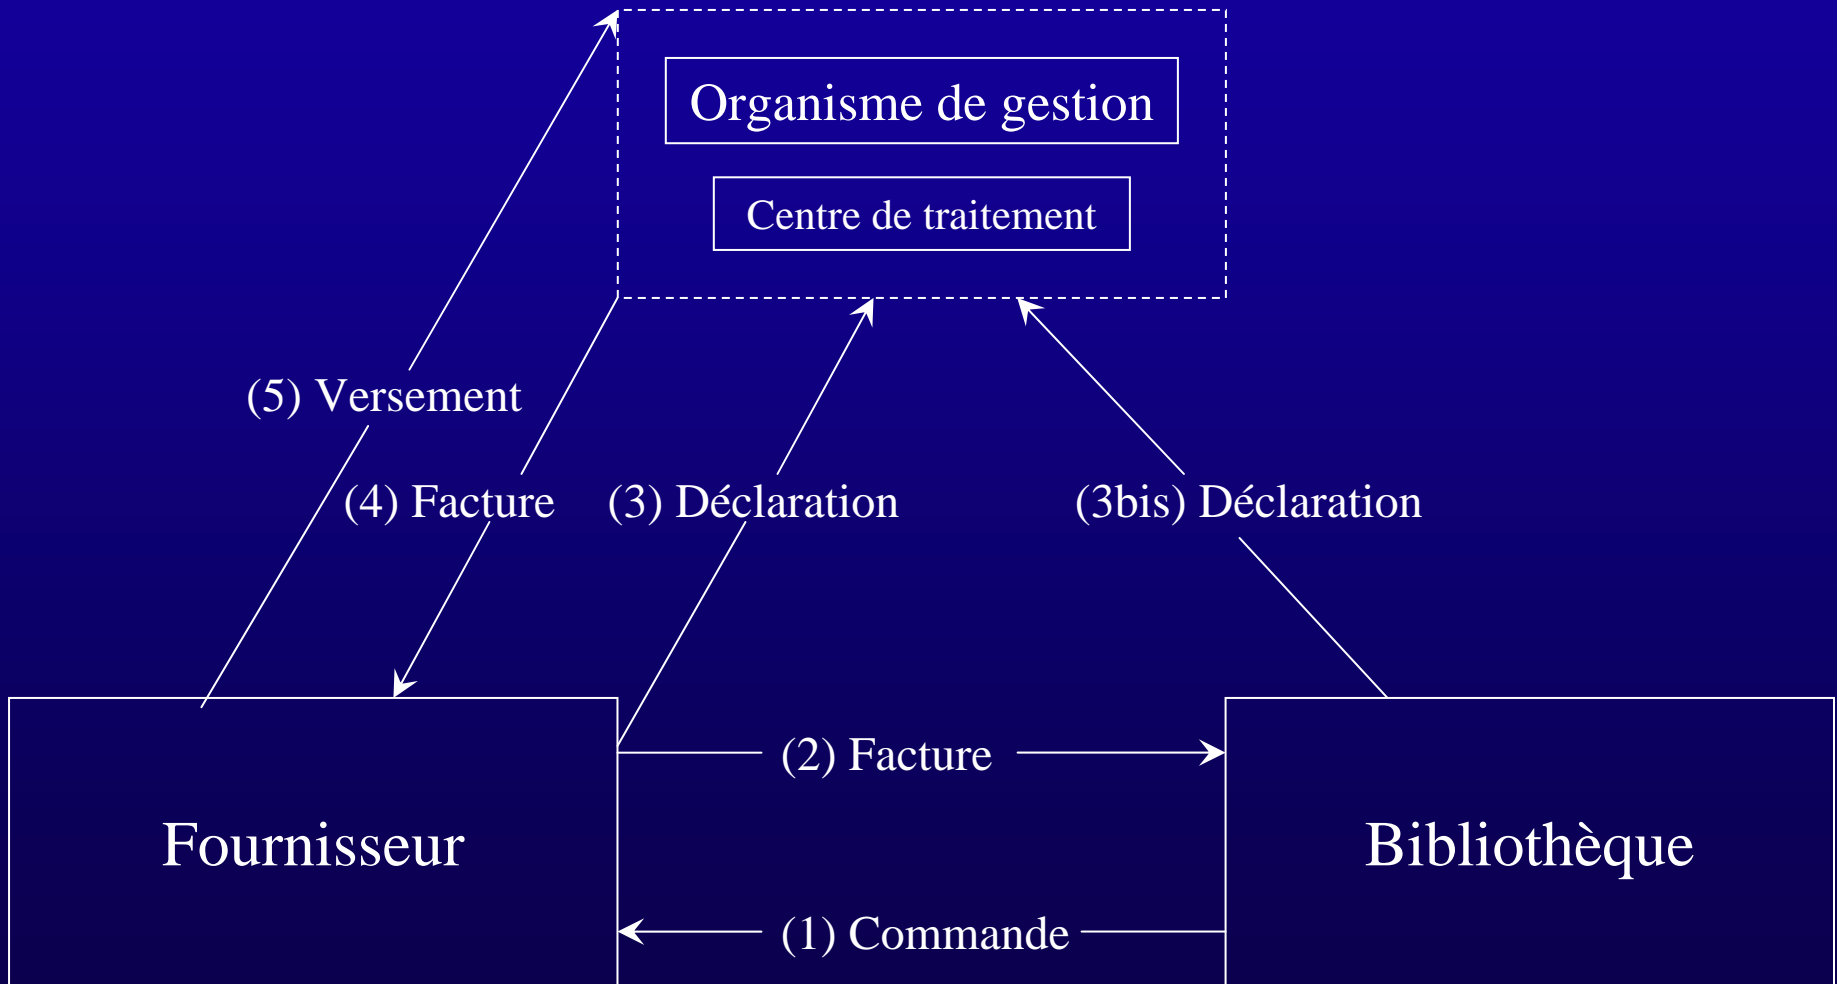 Organisme de gestion
Centre de traitement
(5) Versement
(4) Facture
(3) Déclaration
(3bis) Déclaration
(2) Facture
Fournisseur
Bibliothèque
(1) Commande